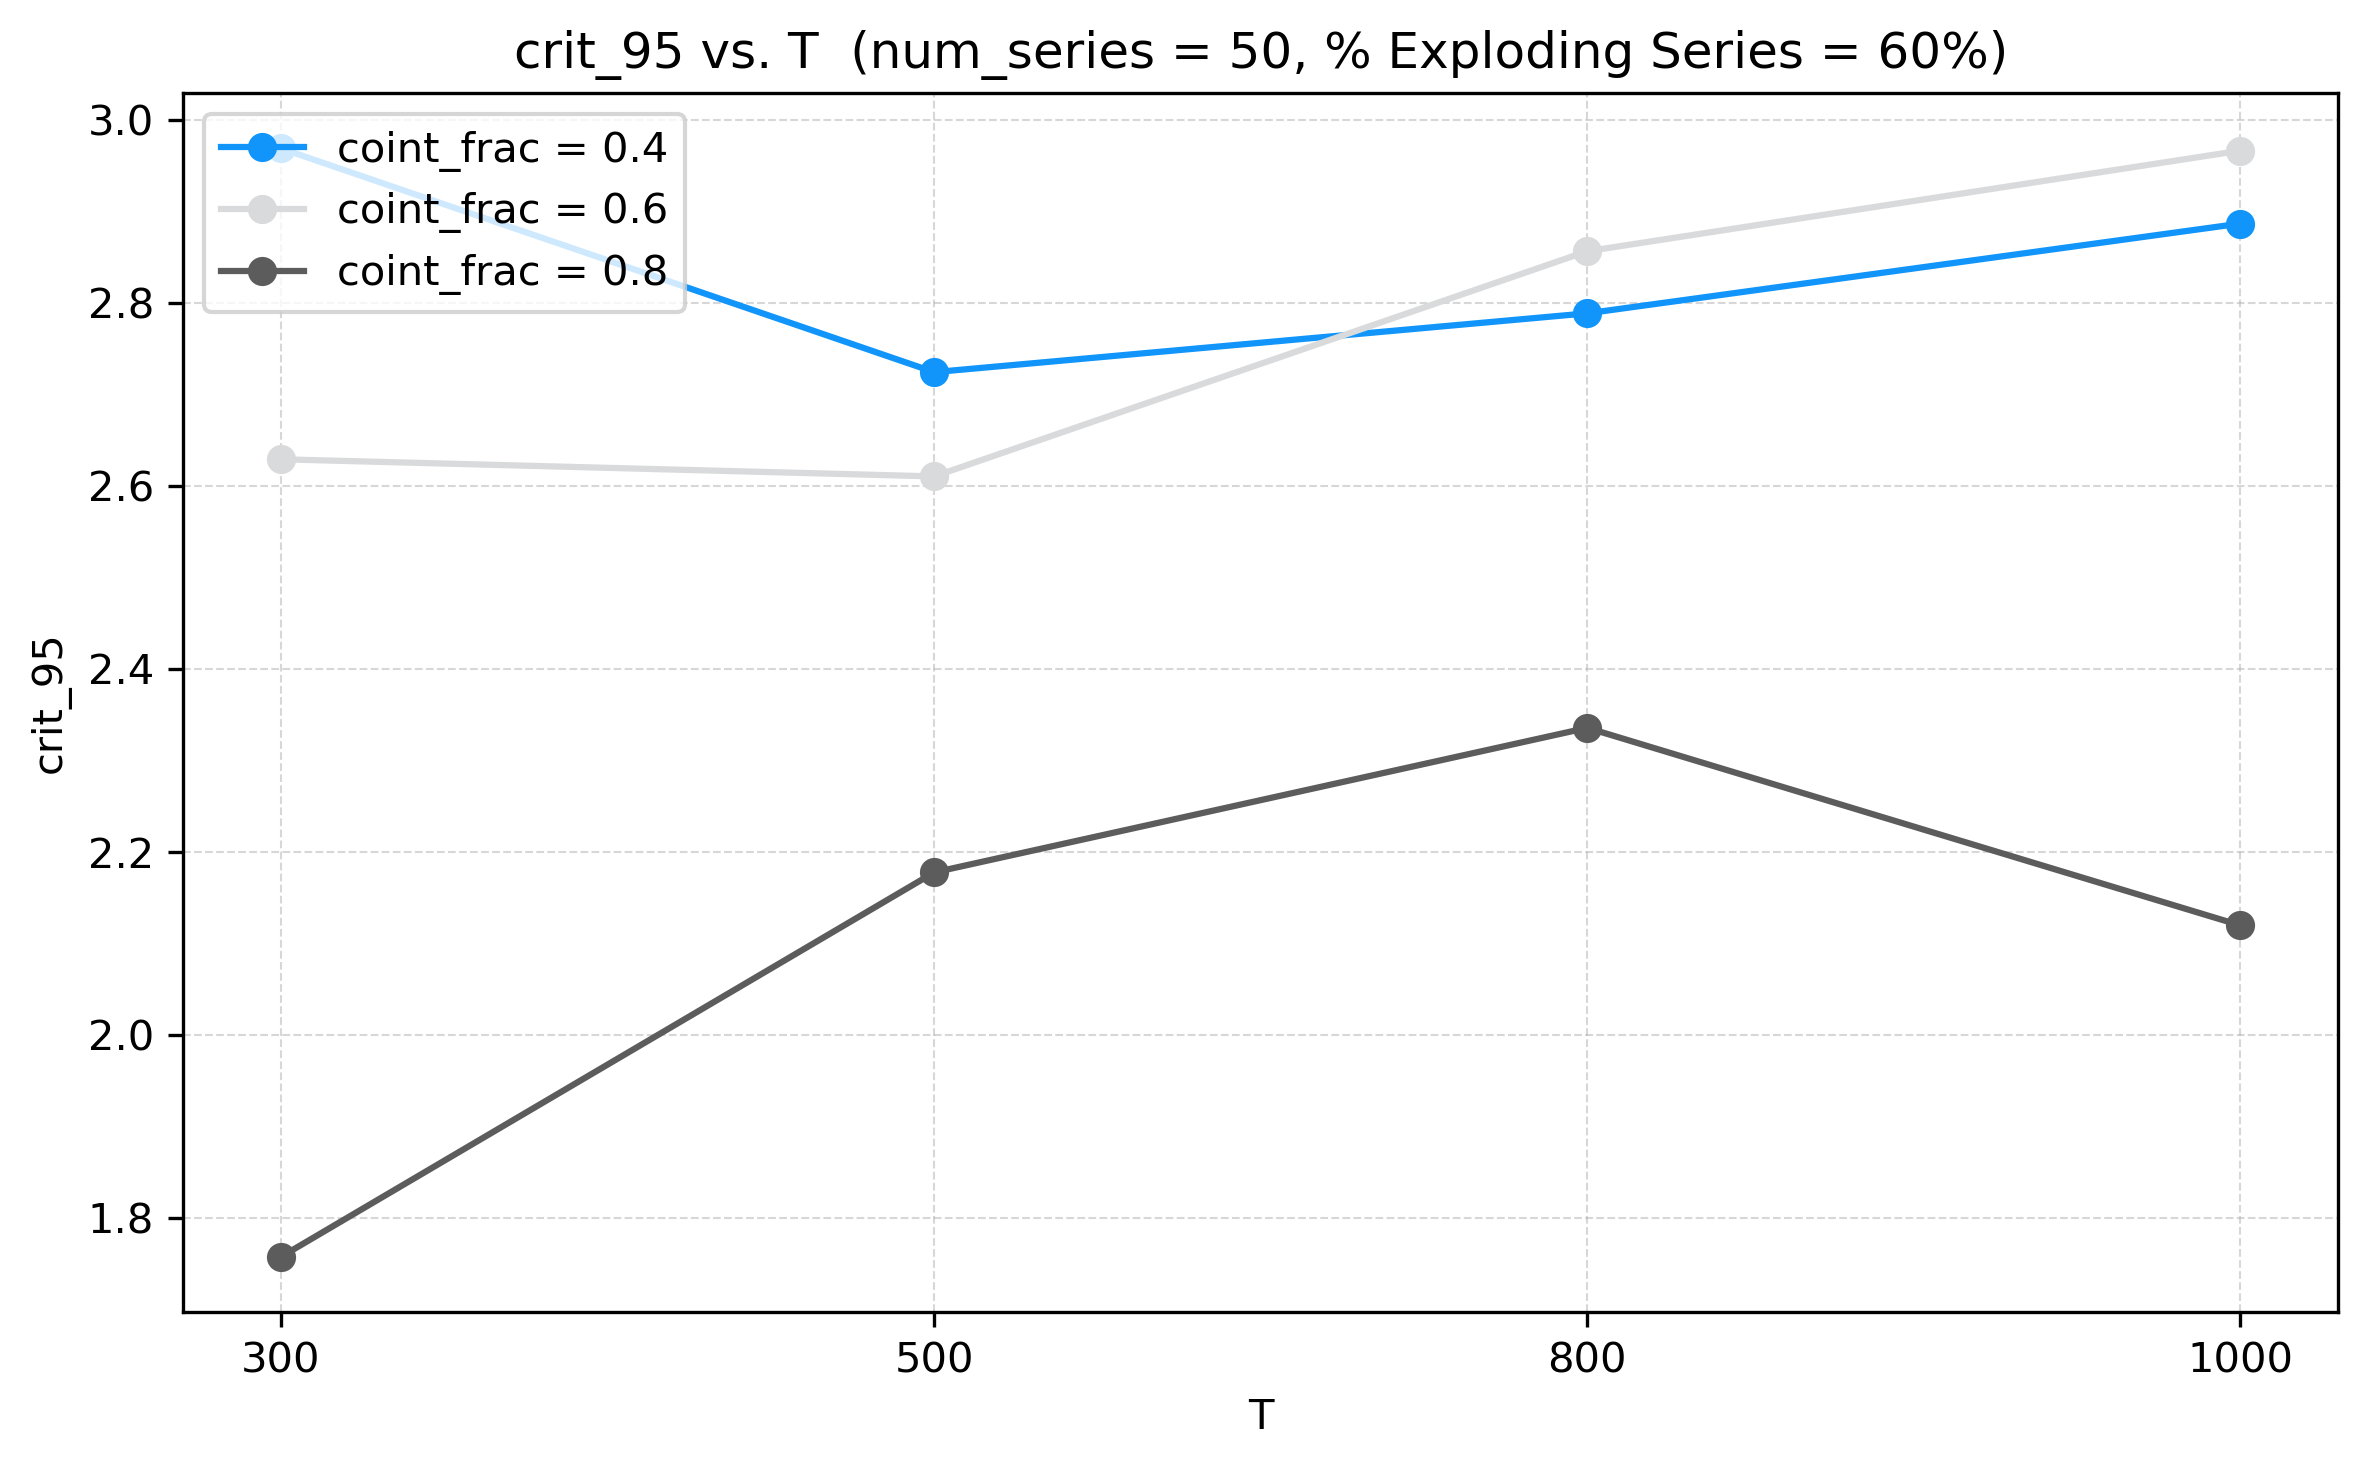 crit_95 vs. T  (num_series = 50, % Exploding Series = 60%)
coint_frac = 0.4
coint_frac = 0.6
coint_frac = 0.8
crit_95
3.0
2.8
2.6
2.4
2.2
2.0
1.8
300 500 800 1000
T